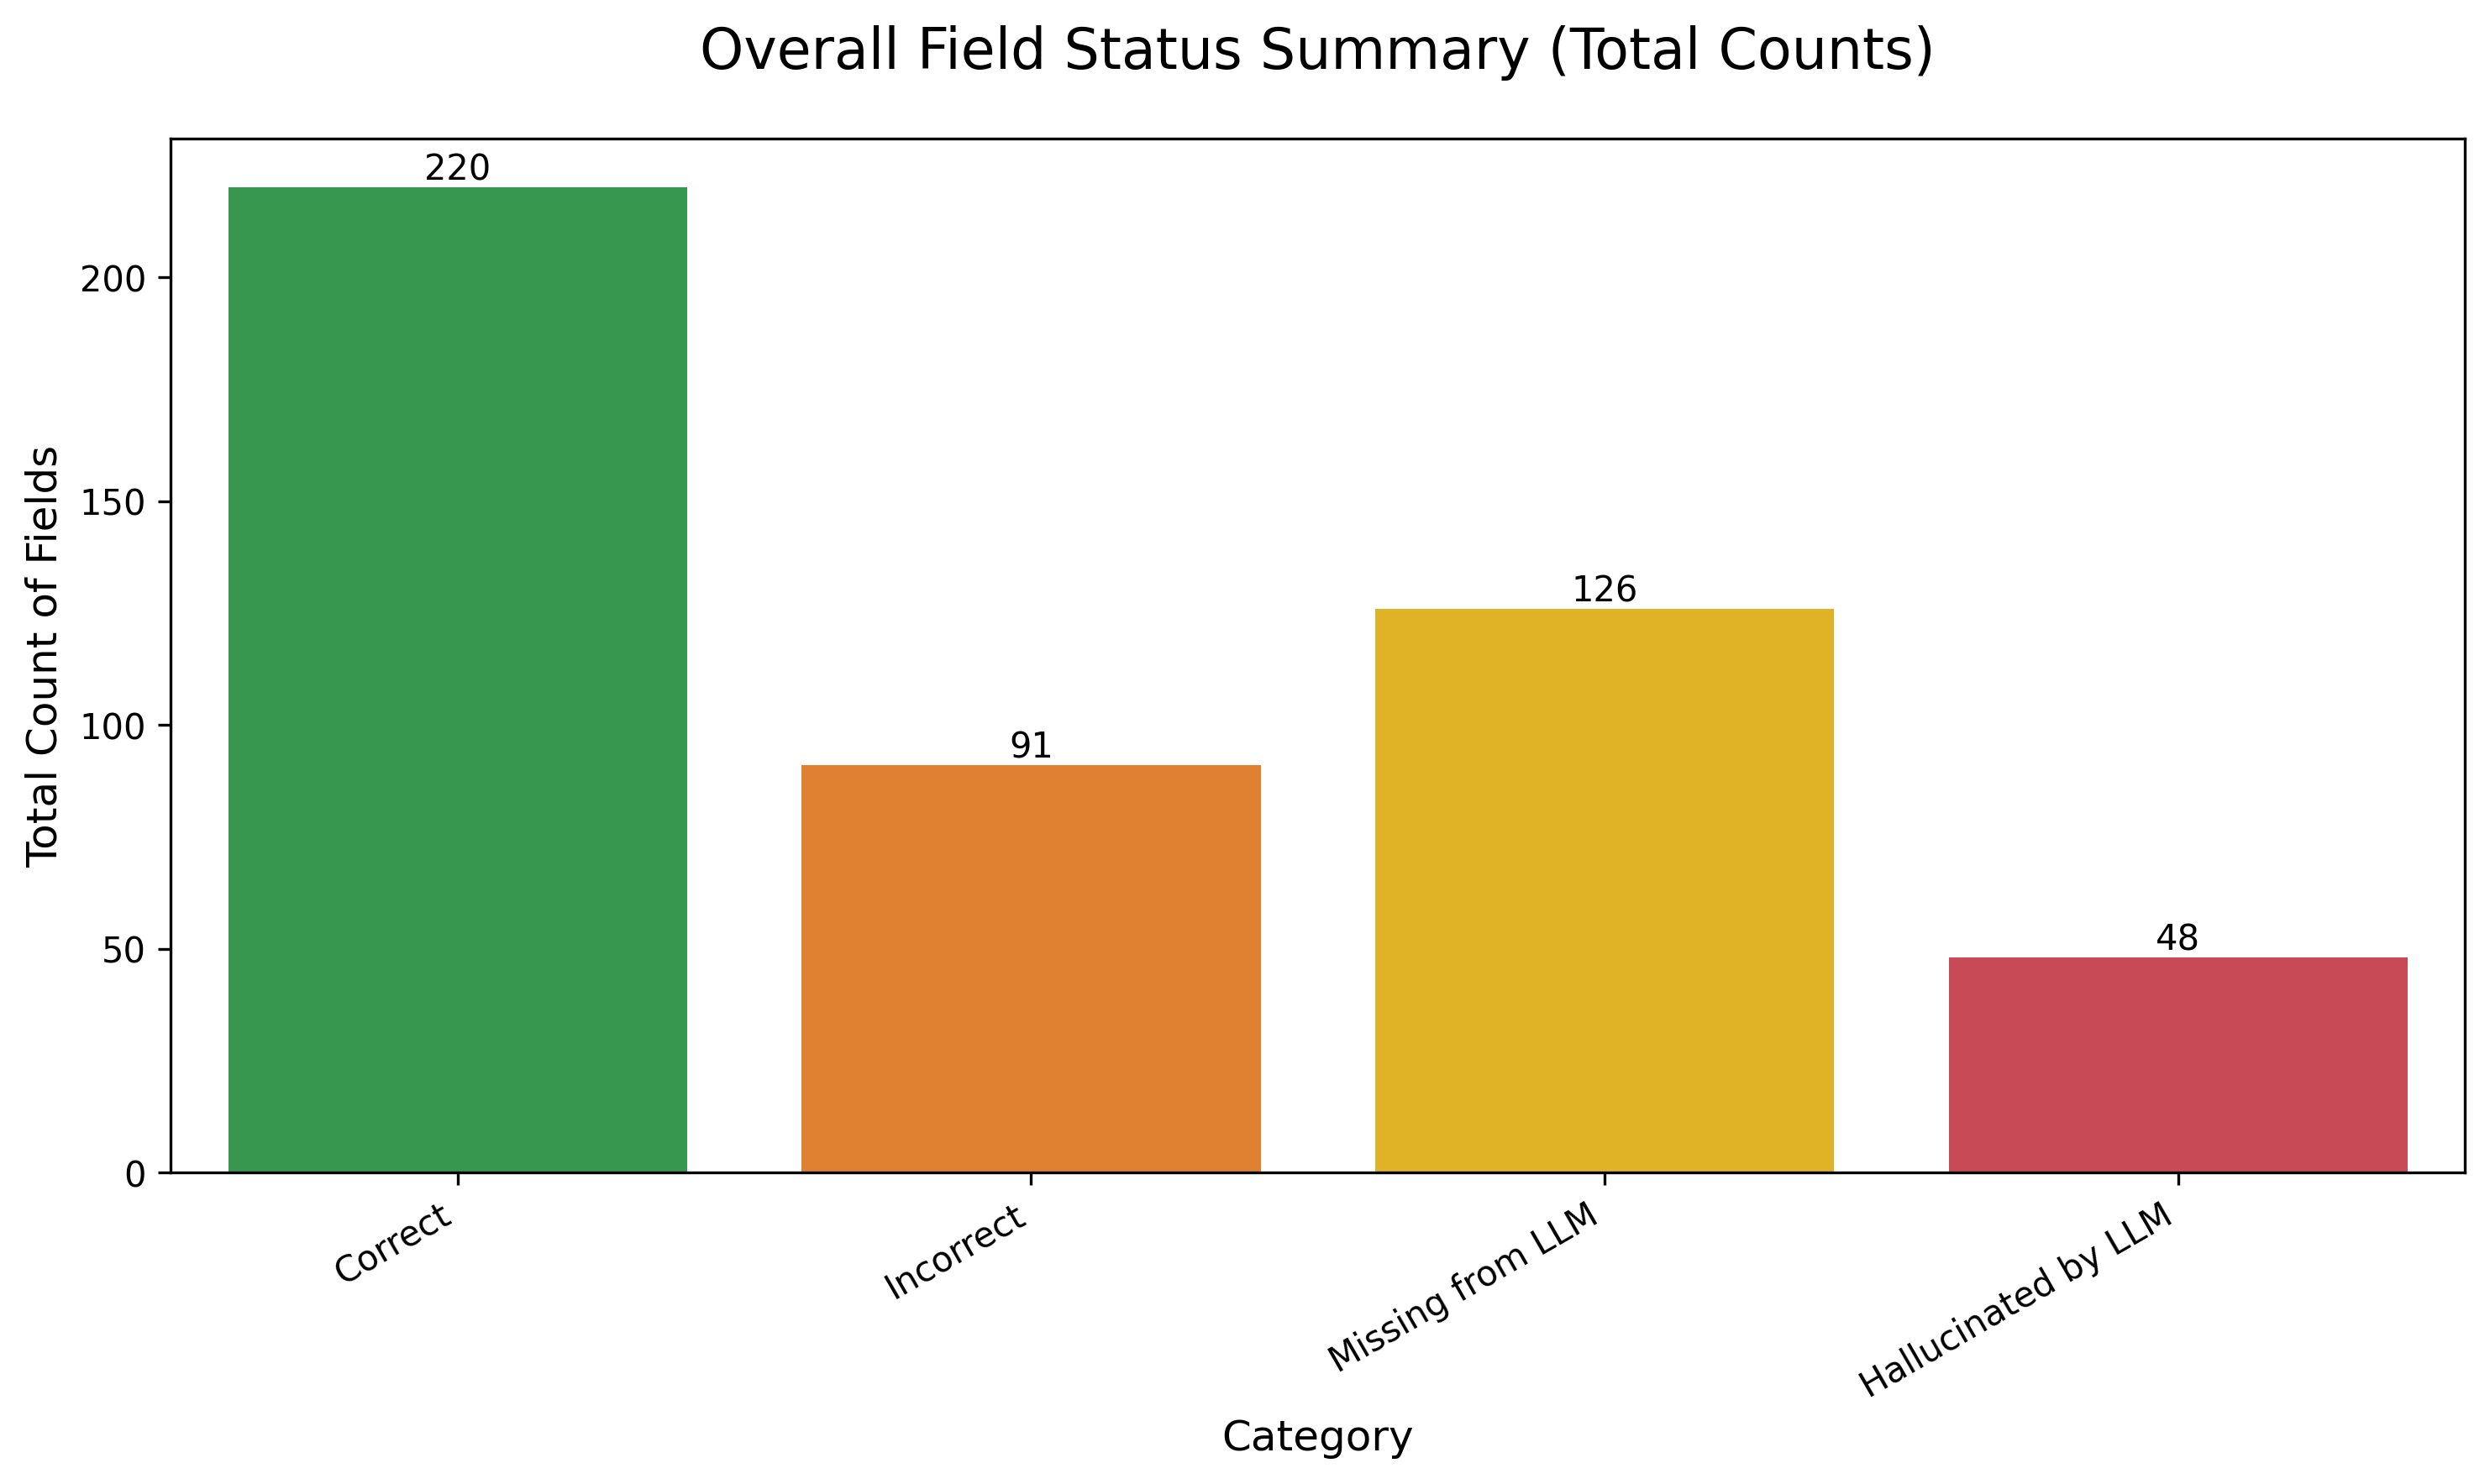 Overall Field Status Summary (Total Counts)
220
200
150
126
Total Count of Fields
100
91
50
48
0
Correct
Incorrect
Missing from LLM
Hallucinated by LLM
Category